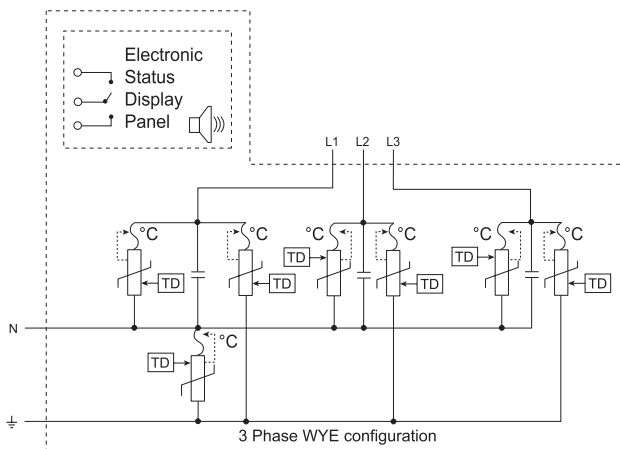 Electronic
Status
Display
Panel
L1 L2 L3
°C °C °C °C °C °C
TD TD
TD TD TD TD
N
°C
TD
3 Phase WYE configuration